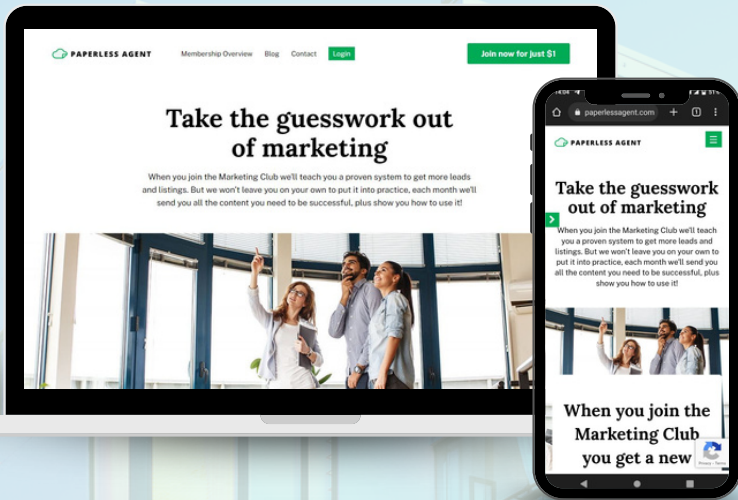 PAPERLESS AGENT
Membership Overview Blog Contact Login
Join now for just $1
Take the guesswork out
of marketing
When you join the Marketing Club we'll teach you a proven system to get more leads
and listings. But we won't leave you on your own to put it into practice, each month we'll
send you all the content you need to be successful, plus show you how to use it!
14:04
51%
paperlessagent.com
1
PAPERLESS AGENT
Take the guesswork
out of marketing
When you join the Marketing Club we'll teach
you a proven system to get more leads and
listings. But we won't leave you on your own to
put it into practice, each month we'll send you
all the content you need to be successful, plus
show you how to use it!
When you join the
Marketing Club
you get a new
Privacy - Terms